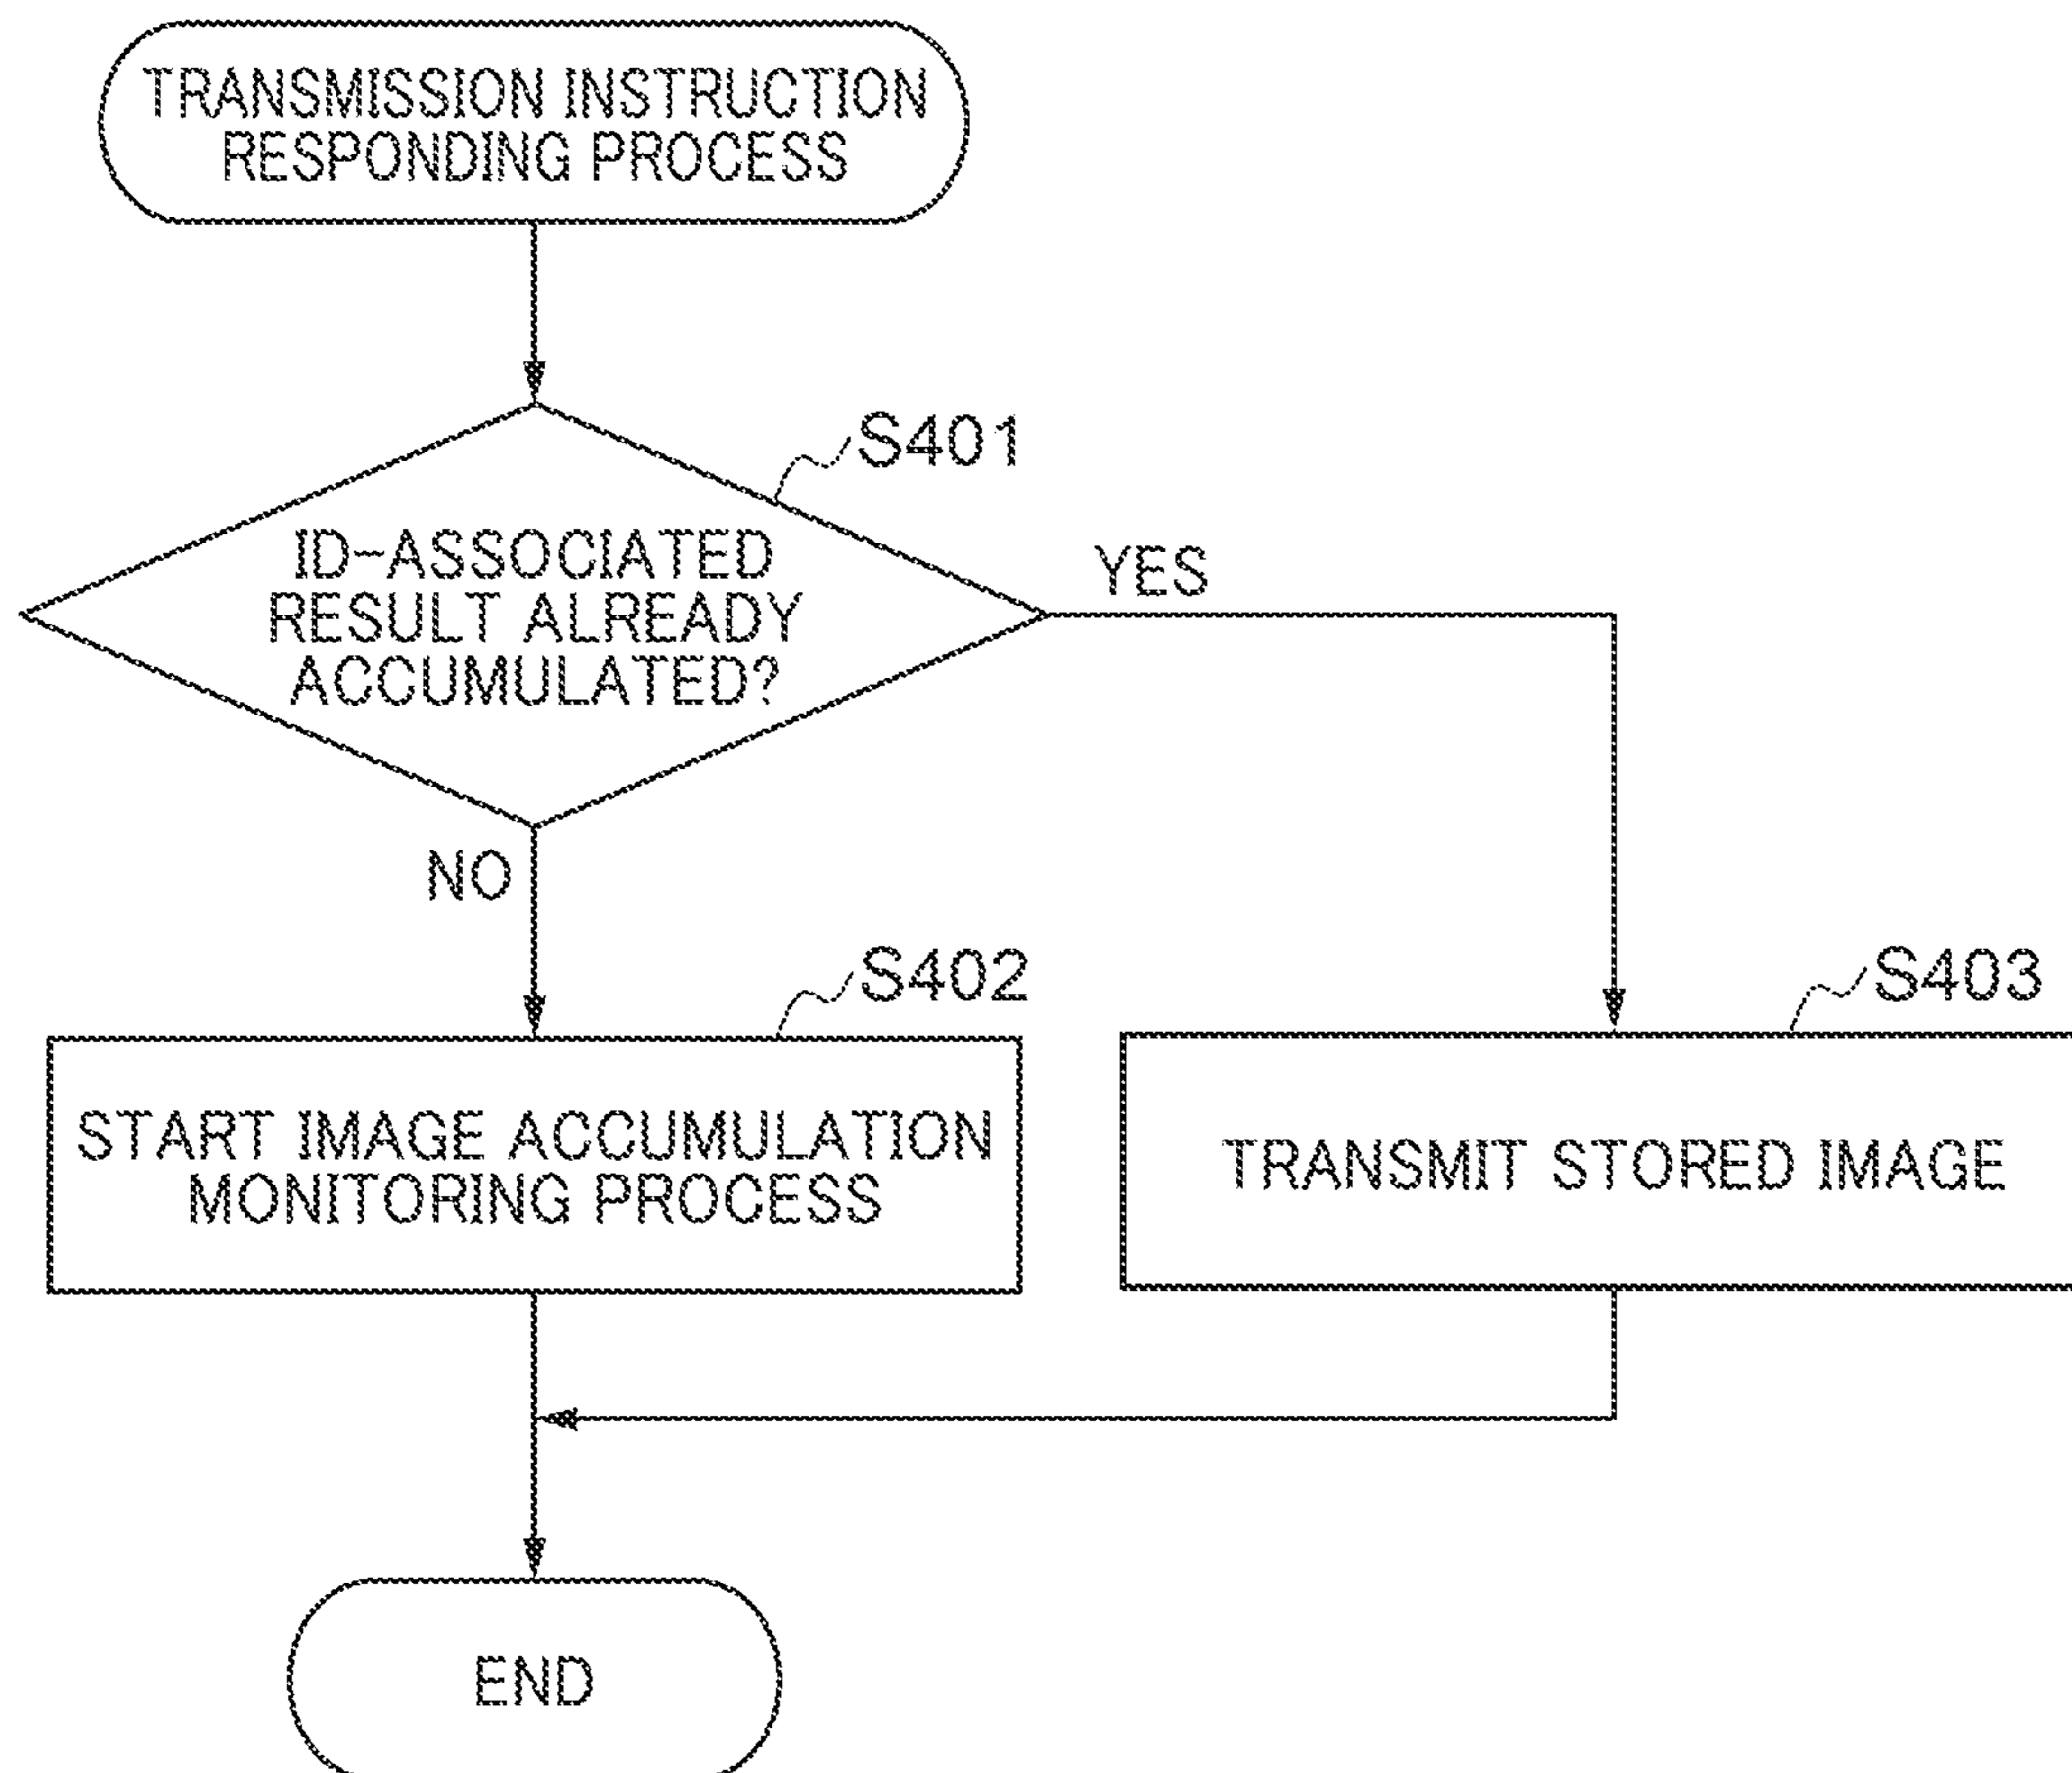 TRANSMISSION INSTRUCTION
RESPONDING PROCESS
S401
ID-ASSOCIATED
RESULT ALREADY
ACCUMULATED?
YES
NO
S402
START IMAGE ACCUMULATION
MONITORING PROCESS
S403
TRANSMIT STORED IMAGE
END